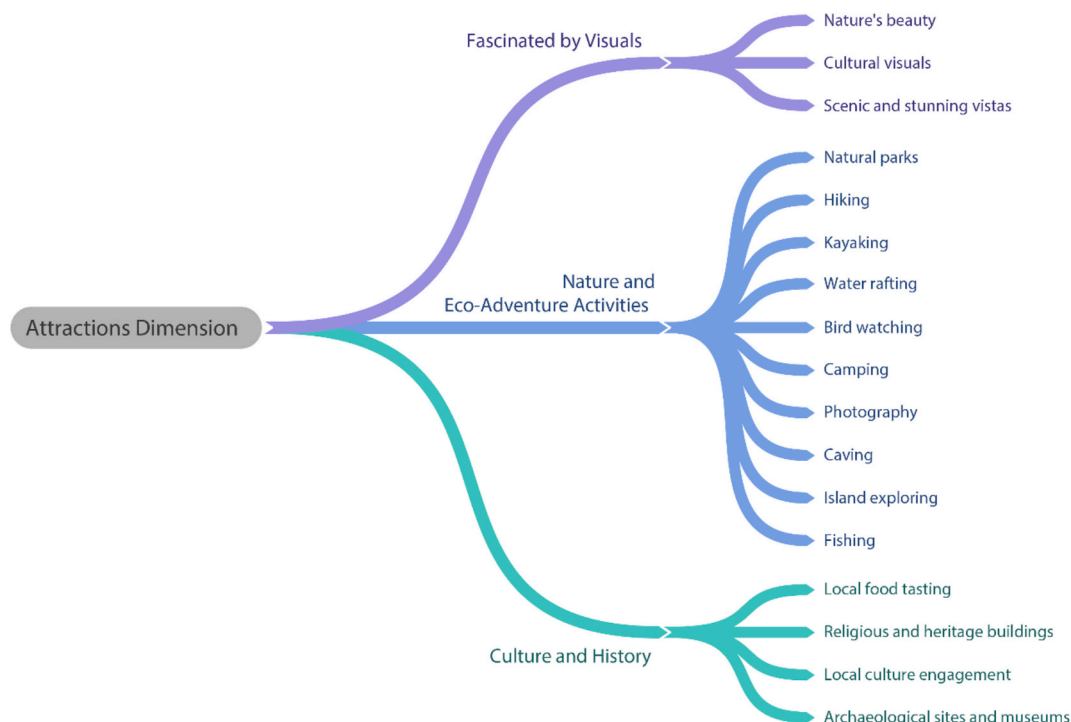 Attractions Dimension
Fascinated by Visuals
Nature's beauty
Cultural visuals
Scenic and stunning vistas
Nature and
Eco-Adventure Activities
Natural parks
Hiking
Kayaking
Water rafting
Bird watching
Camping
Photography
Caving
Island exploring
Fishing
Culture and History
Local food tasting
Religious and heritage buildings
Local culture engagement
Archaeological sites and museums